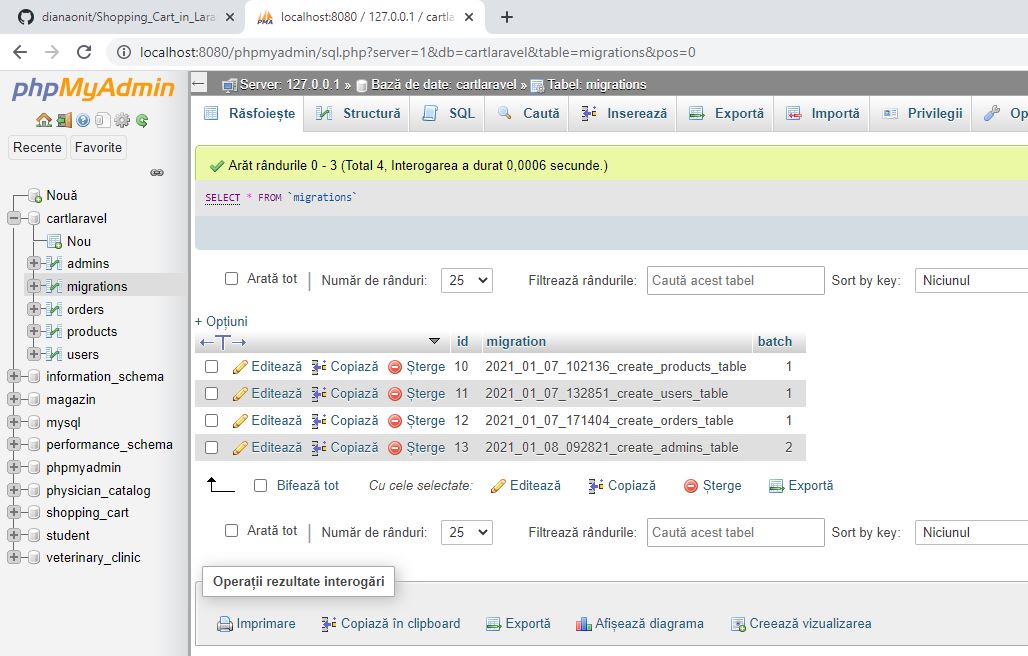 dianaonit/Shopping_Cart_in_Lara
localhost:8080 / 127.0.0.1 / cartla
localhost:8080/phpmyadmin/sql.php?server=1&db=cartlaravel&table=migrations&pos=0
phpMyAdmin
Recente Favorite
Nouă
cartlaravel
Nou
admins
migrations
orders
products
users
information_schema
magazin
mysql
performance_schema
phpmyadmin
physician_catalog
shopping_cart
student
veterinary_clinic
Server: 127.0.0.1 » Bază de date: cartlaravel » Tabel: migrations
Răsfoiește Structură SQL Caută Inserează Exportă Importă Privilegii Op
Arăt rândurile 0 - 3 (Total 4, Interogarea a durat 0,0006 secunde.)
SELECT * FROM `migrations`
Arată tot | Număr de rânduri: 25 Filtrează rândurile: Caută acest tabel Sort by key: Niciunul
+ Opțiuni
←T→ id migration batch
Editează Copiază Șterge 10 2021_01_07_102136_create_products_table 1
Editează Copiază Șterge 11 2021_01_07_132851_create_users_table 1
Editează Copiază Șterge 12 2021_01_07_171404_create_orders_table 1
Editează Copiază Șterge 13 2021_01_08_092821_create_admins_table 2
Bifează tot Cu cele selectate: Editează Copiază Șterge Exportă
Arată tot | Număr de rânduri: 25 Filtrează rândurile: Caută acest tabel Sort by key: Niciunul
Operații rezultate interogări
Imprimare Copiază în clipboard Exportă Afișează diagrama Creează vizualizarea